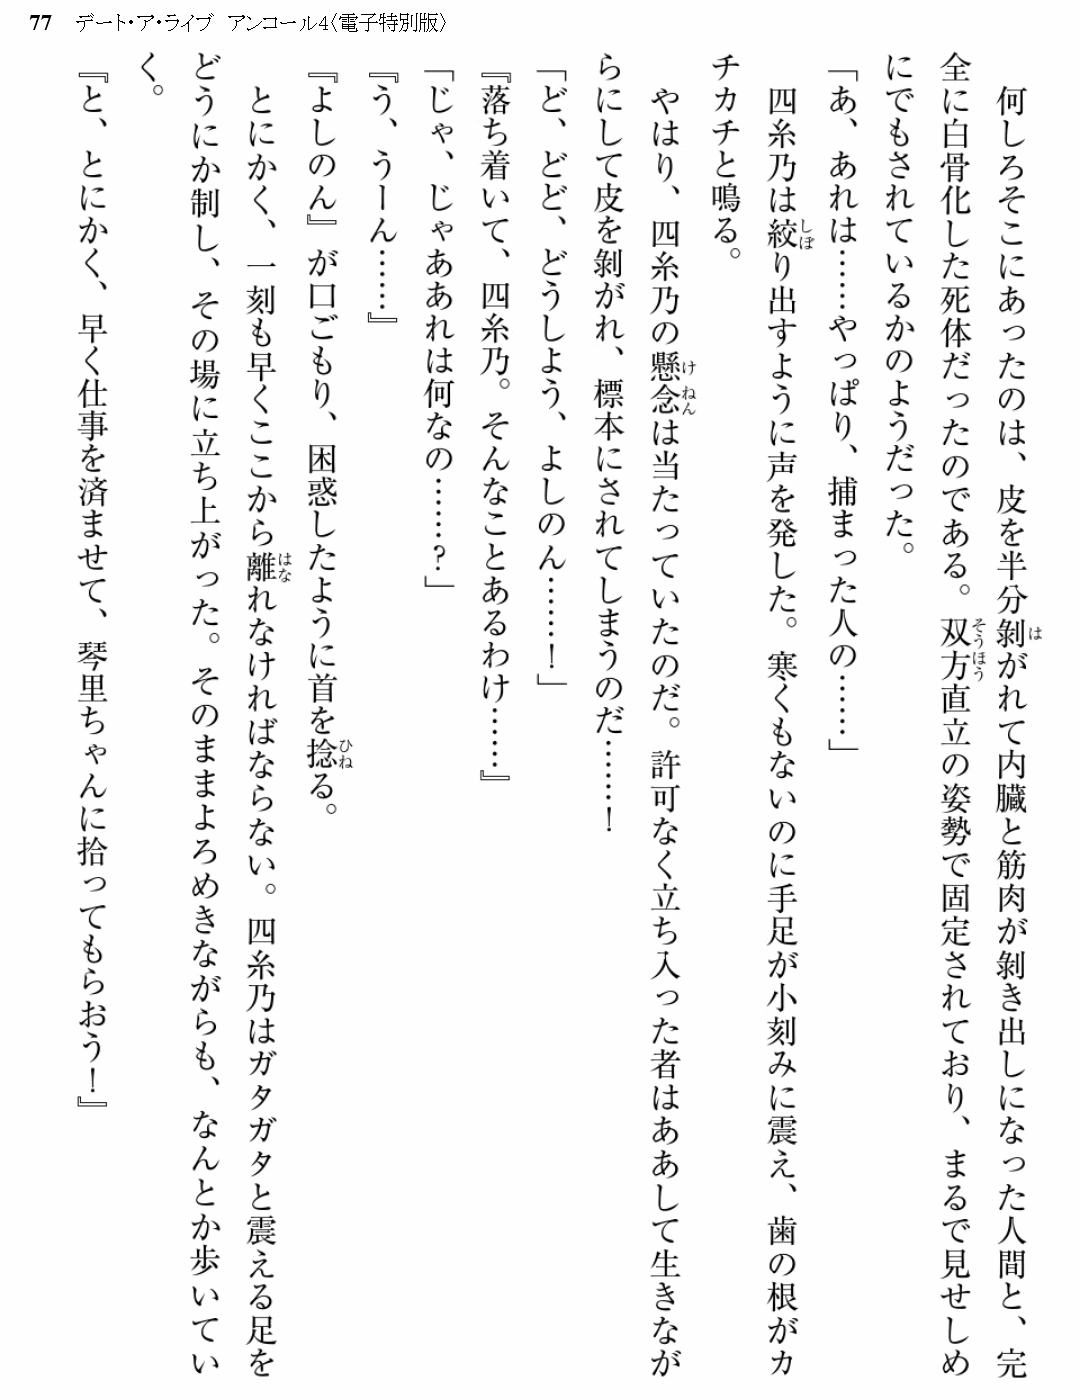 77 デート・ア・ライブ アンコール4〈電子特別版〉
　何しろそこにあったのは、皮を半分剝がれて内臓と筋肉が剝き出しになった人間と、完
全に白骨化した死体だったのである。双方直立の姿勢で固定されており、まるで見せしめ
にでもされているかのようだった。
「あ、あれは……やっぱり、捕まった人の……」
　四糸乃は絞り出すように声を発した。寒くもないのに手足が小刻みに震え、歯の根がカ
チカチと鳴る。
　やはり、四糸乃の懸念は当たっていたのだ。許可なく立ち入った者はああして生きなが
らにして皮を剝がれ、標本にされてしまうのだ……！
「ど、どど、どうしよう、よしのん……！」
『落ち着いて、四糸乃。そんなことあるわけ……』
「じゃ、じゃああれは何なの……？」
『う、うーん……』
『よしのん』が口ごもり、困惑したように首を捻る。
　とにかく、一刻も早くここから離れなければならない。四糸乃はガタガタと震える足を
どうにか制し、その場に立ち上がった。そのままよろめきながらも、なんとか歩いてい
く。
『と、とにかく、早く仕事を済ませて、琴里ちゃんに拾ってもらおう！』